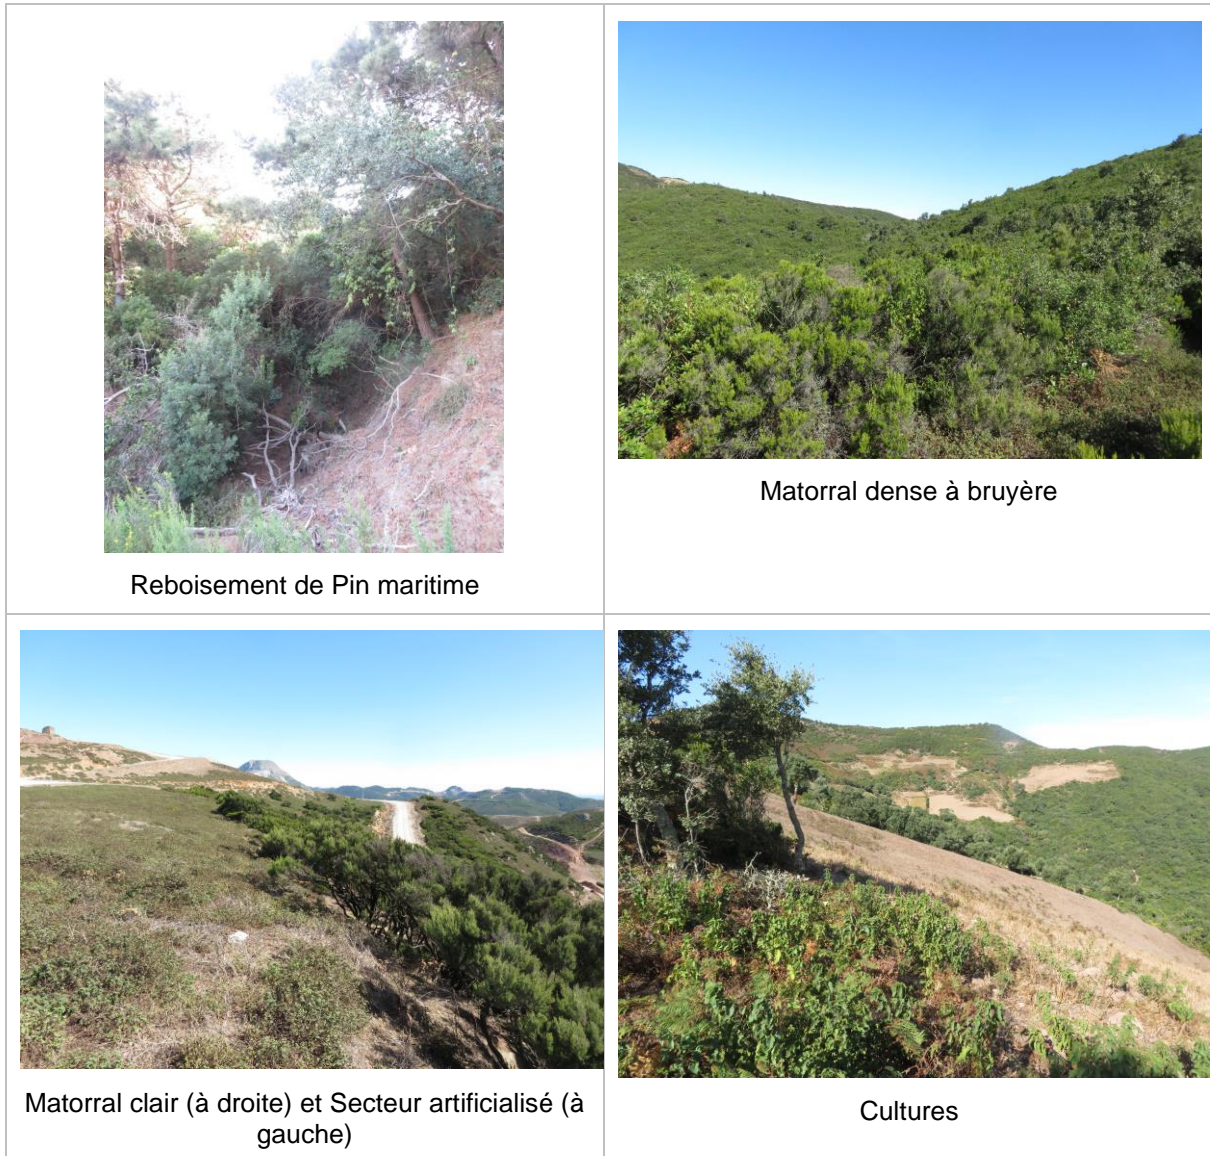 Reboisement de Pin maritime
Matorral dense à bruyère
Matorral clair (à droite) et Secteur artificialisé (à
gauche)
Cultures